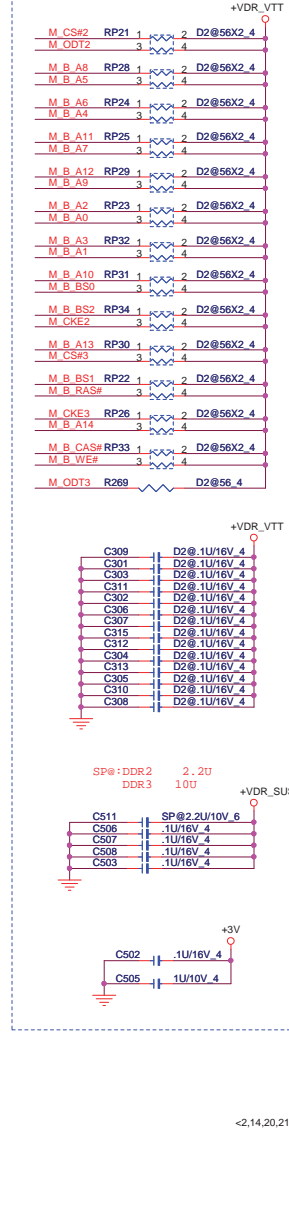 +VDR_VTT
M_CS#2 RP21 1 2 D2@56X2_4
M_ODT2 3 4
M_B_A8 RP28 1 2 D2@56X2_4
M_B_A5 3 4
M_B_A6 RP24 1 2 D2@56X2_4
M_B_A4 3 4
M_B_A11 RP25 1 2 D2@56X2_4
M_B_A7 3 4
M_B_A12 RP29 1 2 D2@56X2_4
M_B_A9 3 4
M_B_A2 RP23 1 2 D2@56X2_4
M_B_A0 3 4
M_B_A3 RP32 1 2 D2@56X2_4
M_B_A1 3 4
M_B_A10 RP31 1 2 D2@56X2_4
M_B_BS0 3 4
M_B_BS2 RP34 1 2 D2@56X2_4
M_CKE2 3 4
M_B_A13 RP30 1 2 D2@56X2_4
M_CS#3 3 4
M_B_BS1 RP22 1 2 D2@56X2_4
M_B_RAS# 3 4
M_CKE3 RP26 1 2 D2@56X2_4
M_B_A14 3 4
M_B_CAS# RP33 1 2 D2@56X2_4
M_B_WE# 3 4
M_ODT3 R269 D2@56_4
+VDR_VTT
C309 D2@.1U/16V_4
C301 D2@.1U/16V_4
C303 D2@.1U/16V_4
C311 D2@.1U/16V_4
C302 D2@.1U/16V_4
C306 D2@.1U/16V_4
C307 D2@.1U/16V_4
C315 D2@.1U/16V_4
C312 D2@.1U/16V_4
C304 D2@.1U/16V_4
C313 D2@.1U/16V_4
C305 D2@.1U/16V_4
C310 D2@.1U/16V_4
C308 D2@.1U/16V_4
SP@:DDR2 2.2U
DDR3 10U
+VDR_SUS
C511 SP@2.2U/10V_6
C506 .1U/16V_4
C507 .1U/16V_4
C508 .1U/16V_4
C503 .1U/16V_4
+3V
C502 .1U/16V_4
C505 1U/10V_4
<2,14,20,21